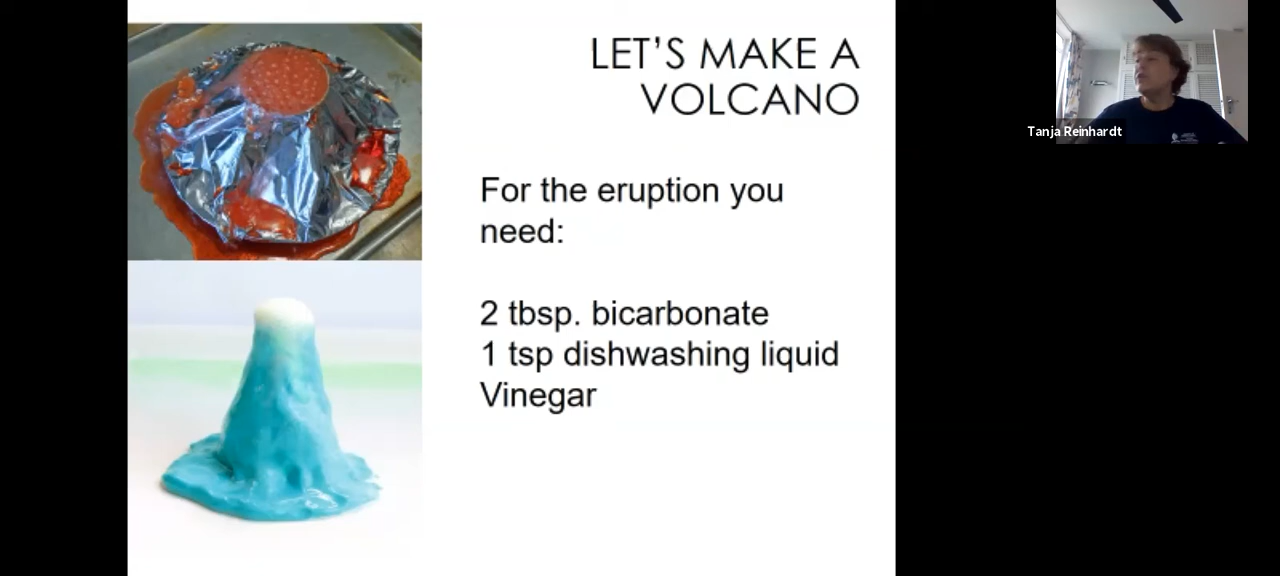 LET'S MAKE A
VOLCANO
For the eruption you
need:
2 tbsp. bicarbonate
1 tsp dishwashing liquid
Vinegar
Tanja Reinhardt